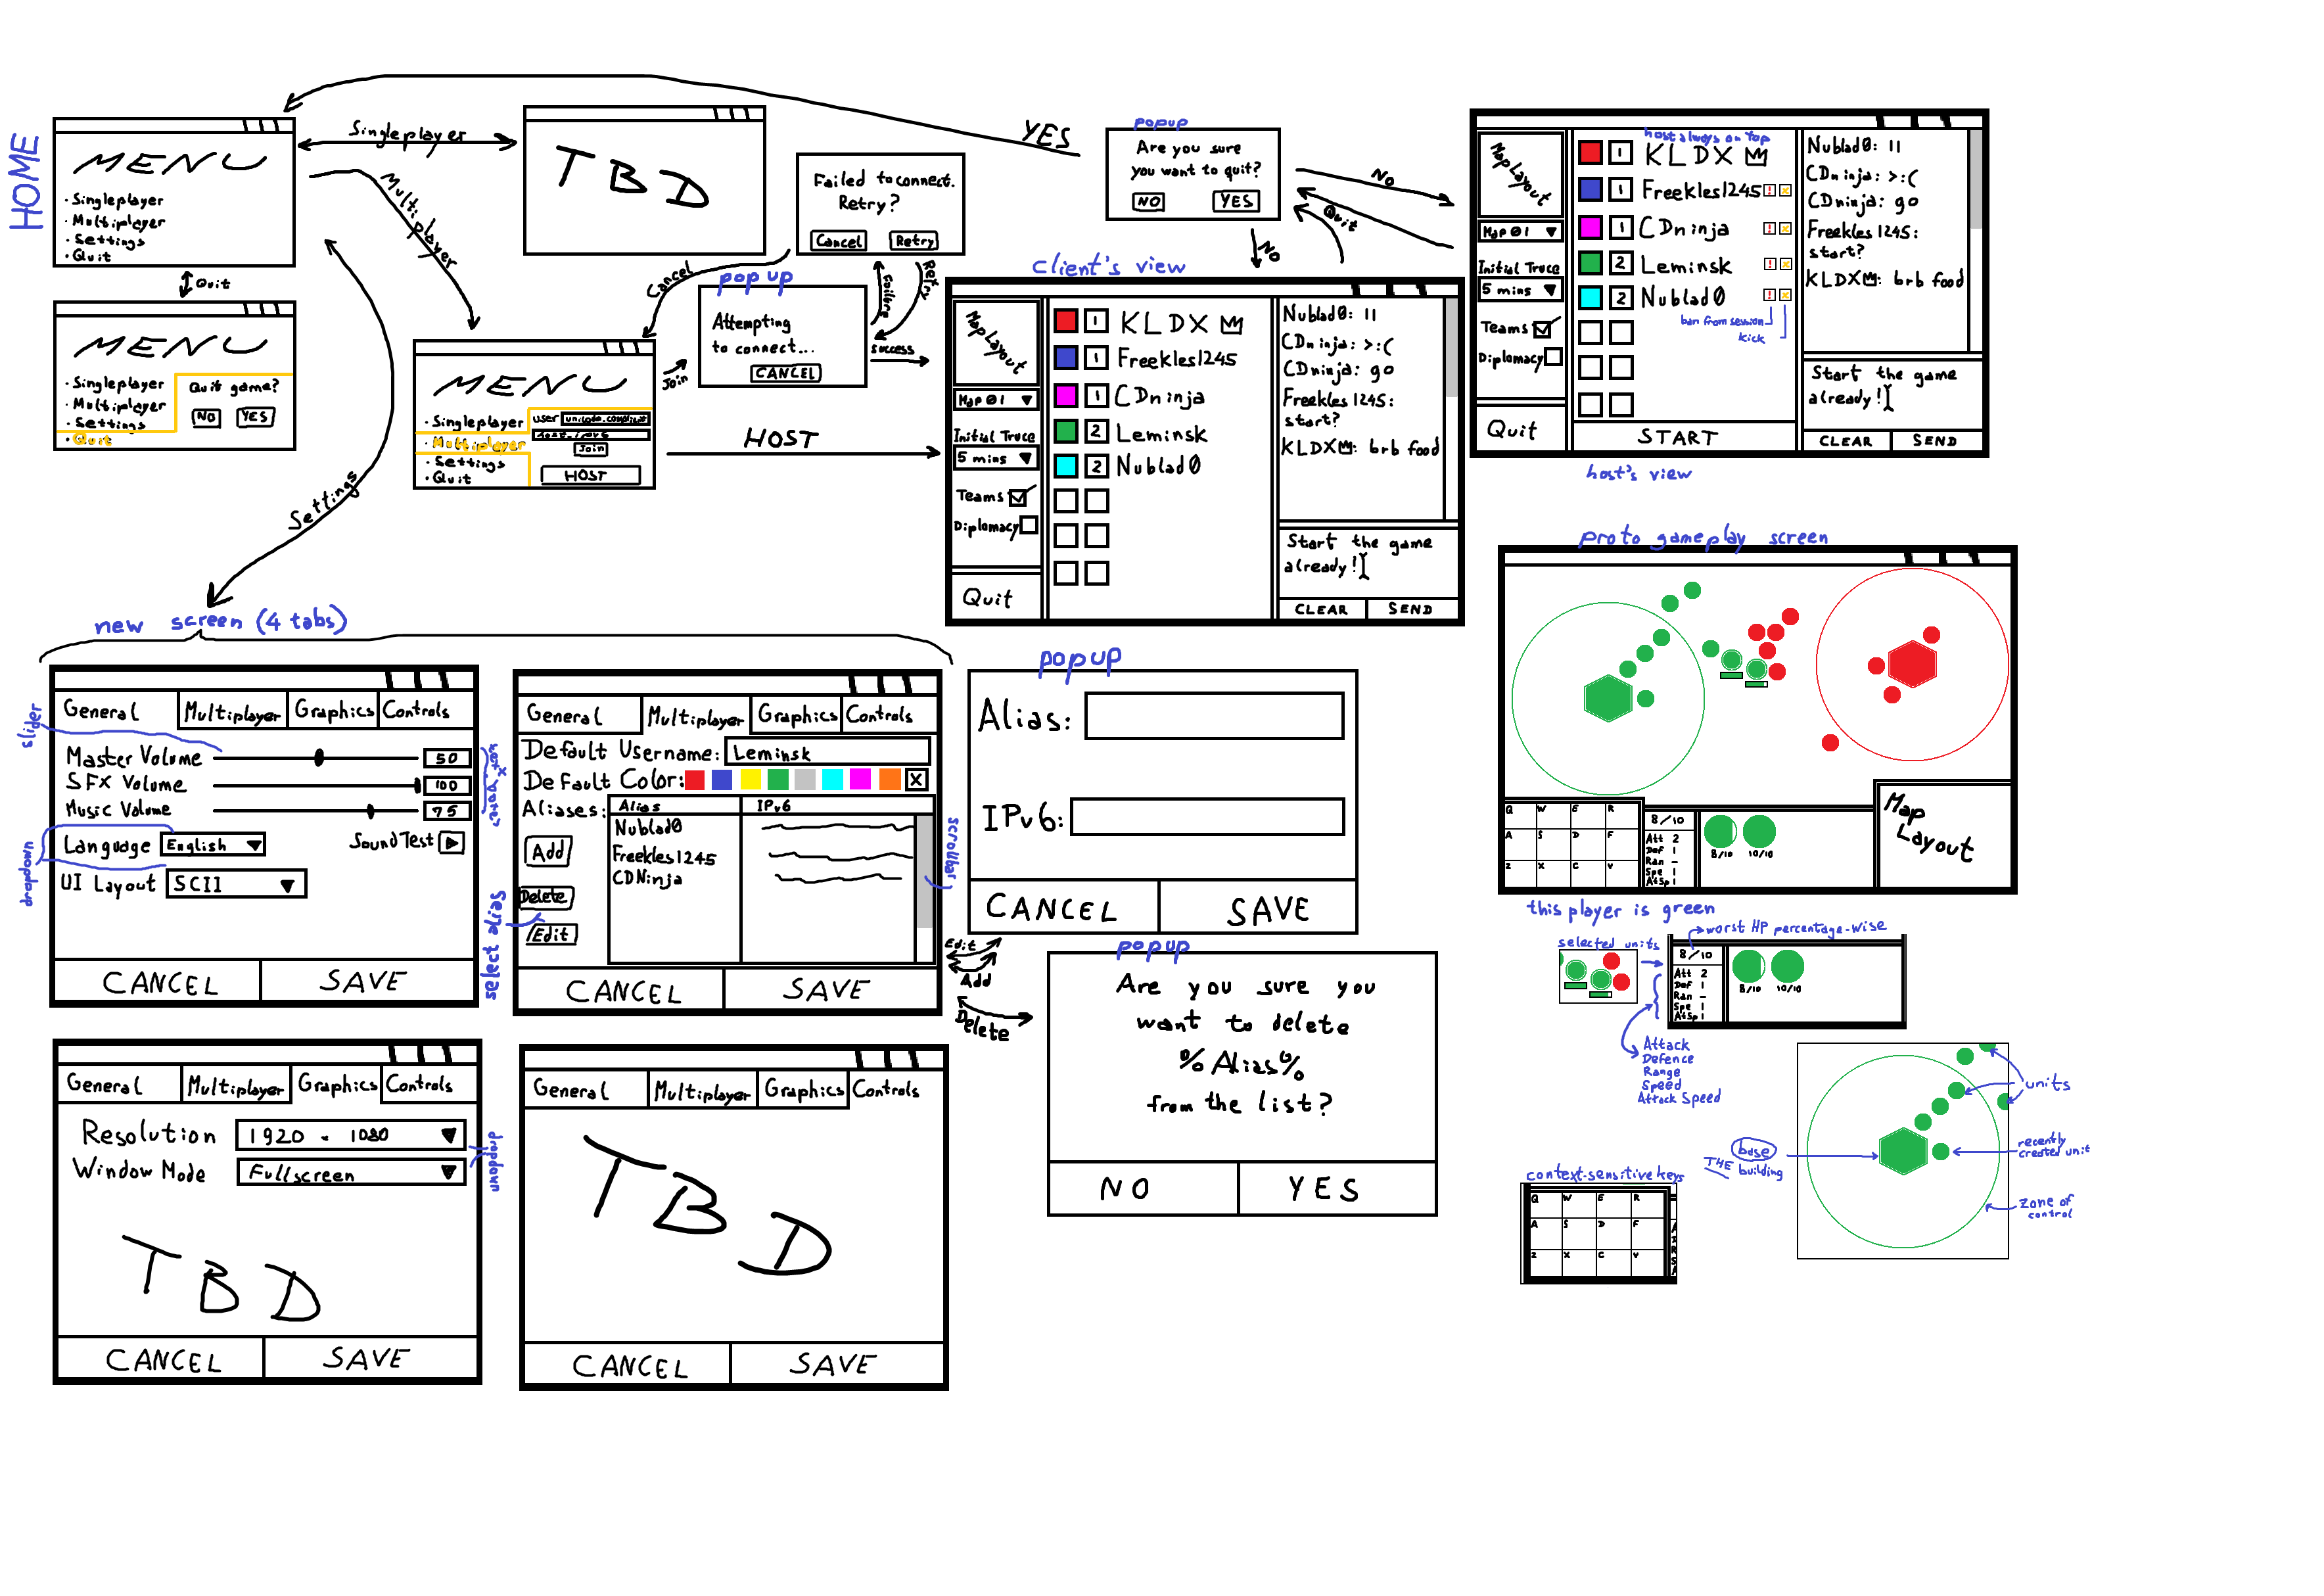 HOME
MENU
· Singleplayer
· Multiplayer
· Settings
· Quit
Quit
MENU
· Singleplayer
· Multiplayer
· Settings
· Quit
Quit game?
NO YES
Singleplayer
TBD
Multiplayer
Settings
MENU
· Singleplayer
· Multiplayer
· Settings
· Quit
user
Join
HOST
Join
popup
Attempting
to connect...
CANCEL
Cancel
Failure
Retry
success
Failed to connect.
Retry?
Cancel Retry
HOST
YES
popup
Are you sure
you want to quit?
NO YES
No
Quit
No
client's view
Map Layout
Map 01
Initial Truce
5 mins
Teams
Diplomacy
Quit
1 KLDX
1 Freekles1245
1 CDninja
2 Leminsk
2 Nublad0
Nublad0: 11
CDninja: >:(
CDninja: go
Freekles1245:
start?
KLDX: brb food
Start the game
already!
CLEAR SEND
Map Layout
Map 01
Initial Truce
5 mins
Teams
Diplomacy
Quit
host always on top
1 KLDX
1 Freekles1245
1 CDninja
2 Leminsk
2 Nublad0
ban from session
kick
START
Nublad0: 11
CDninja: >:(
CDninja: go
Freekles1245:
start?
KLDX: brb food
Start the game
already!
CLEAR SEND
host's view
new screen (4 tabs)
General Multiplayer Graphics Controls
slider
Master Volume 50
SFX Volume 100
Music Volume 75
Language English
Sound Test
UI Layout SCII
dropdown
CANCEL SAVE
General Multiplayer Graphics Controls
Default Username: Leminsk
Default Color: X
Aliases: Alias IPv6
Nublad0
Freekles1245
CDNinja
Add
Delete
Edit
select alias
scrollbar
CANCEL SAVE
popup
Alias:
IPv6:
CANCEL SAVE
Edit
Add
Delete
popup
Are you sure you
want to delete
%Alias%
from the list?
NO YES
General Multiplayer Graphics Controls
Resolution 1920 × 1080
Window Mode Fullscreen
dropdown
TBD
CANCEL SAVE
General Multiplayer Graphics Controls
TBD
CANCEL SAVE
proto gameplay screen
Q W E R
A S D F
Z X C V
8/10
Att 2
Def 1
Ran -
Spe 1
AtSp 1
8/10 10/10
Map
Layout
this player is green
selected units
worst HP percentage-wise
8/10
Att 2
Def 1
Ran -
Spe 1
AtSp 1
8/10 10/10
Attack
Defence
Range
Speed
Attack Speed
units
recently
created unit
base
THE building
zone of
control
context-sensitive keys
Q W E R
A S D F
Z X C V